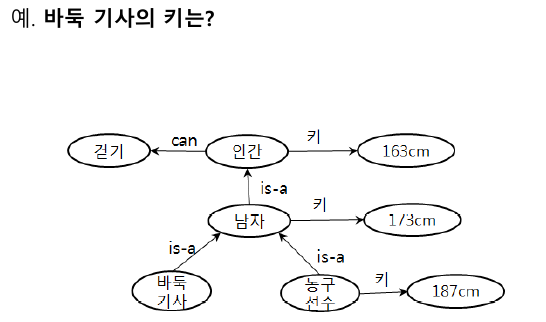 예. 바둑 기사의 키는?
can
키
걷기
인간
163cm
is-a
키
남자
173cm
is-a
is-a
키
바둑
기사
농구
선수
187cm